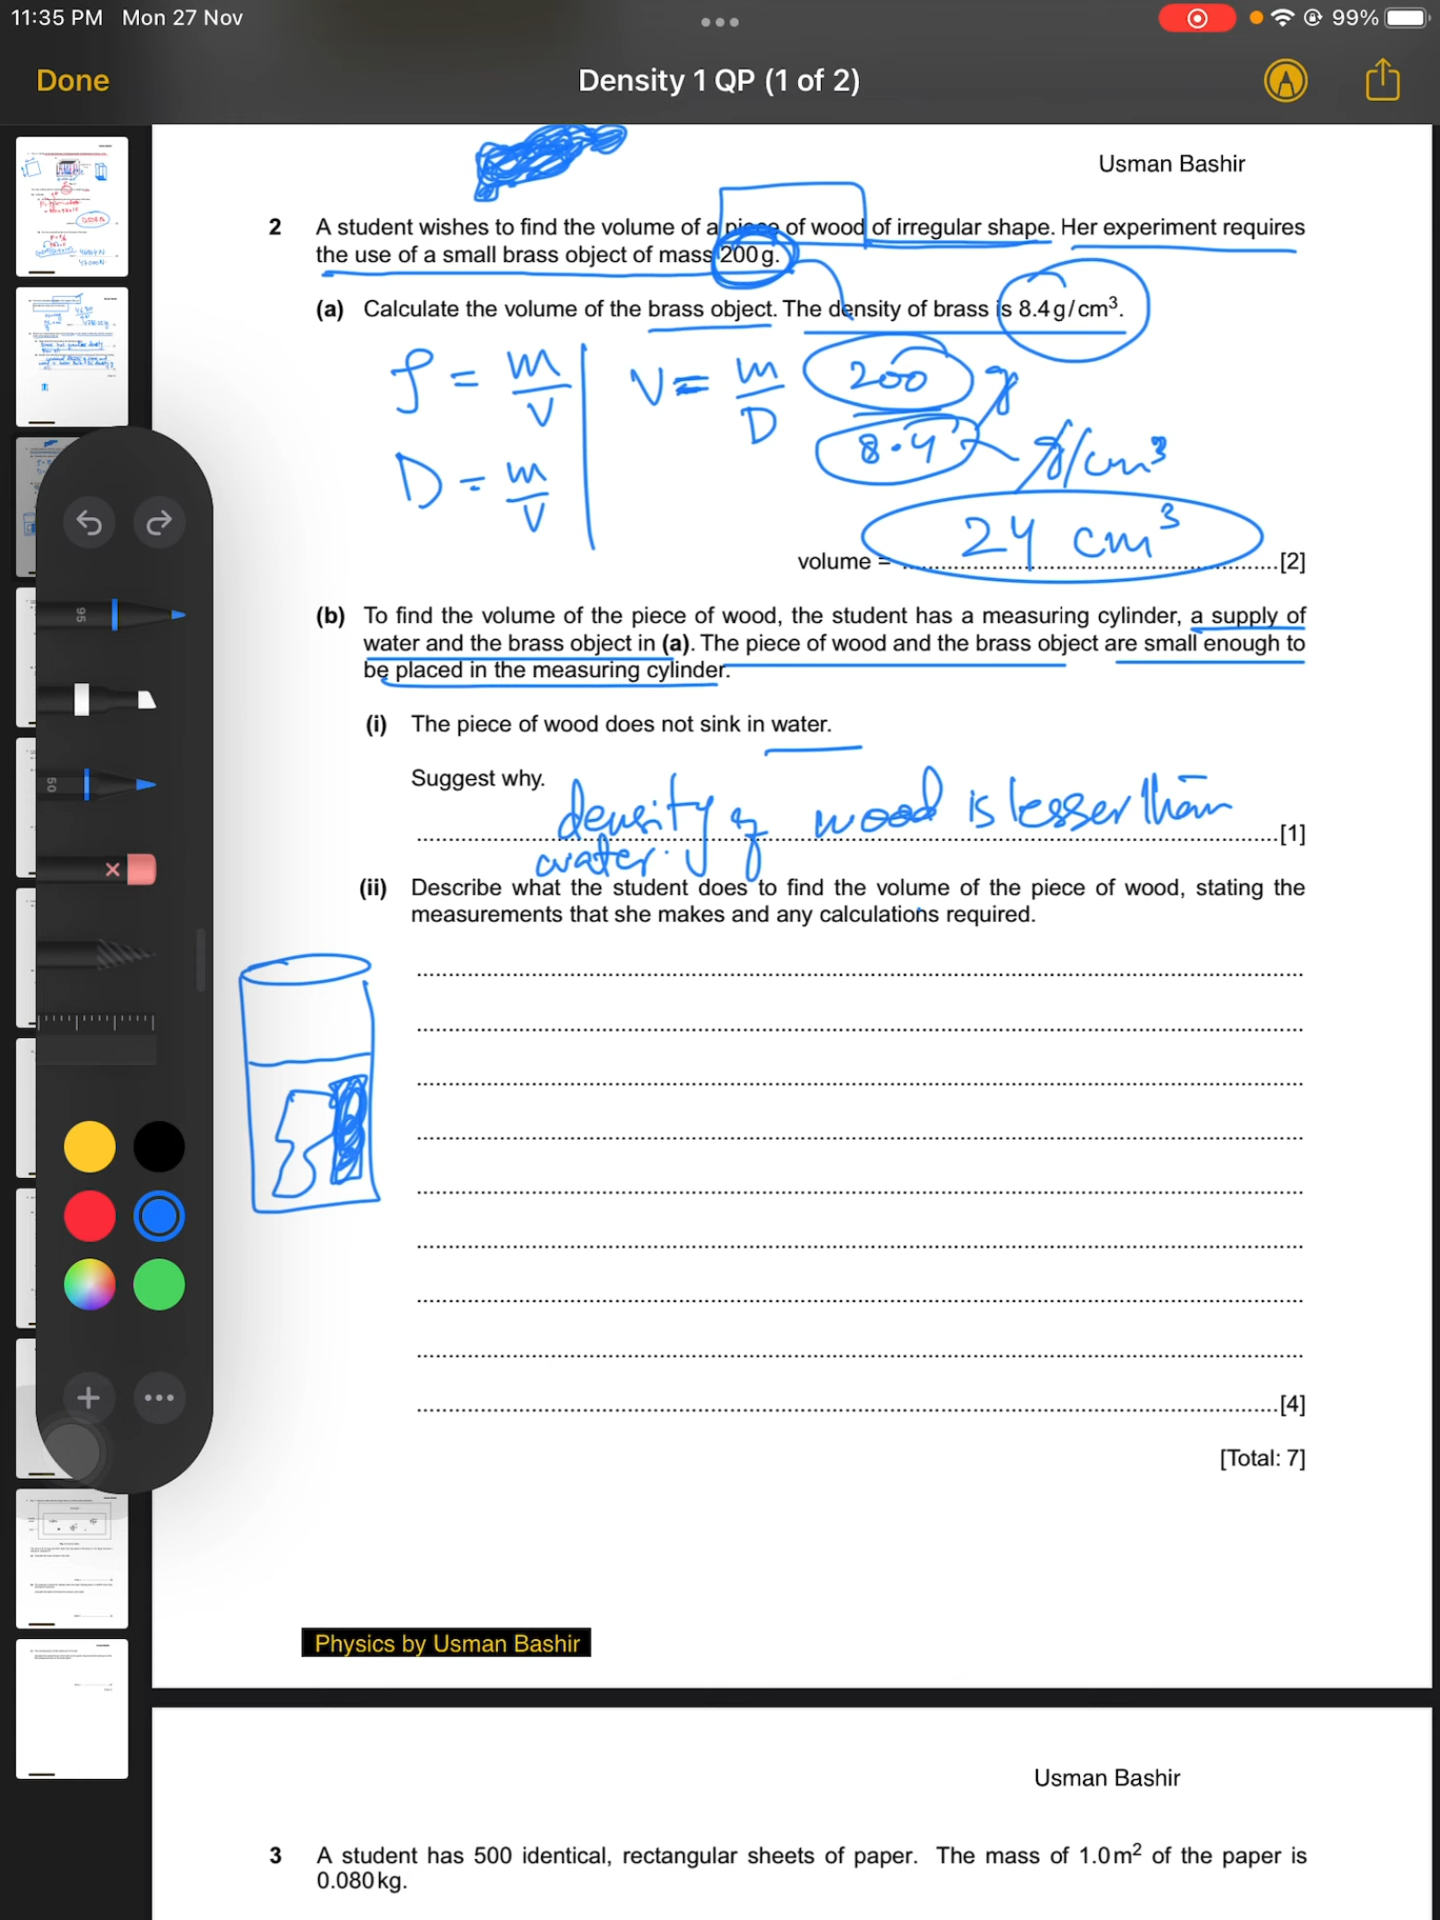 11:35 PM Mon 27 Nov
99%
Done
Density 1 QP (1 of 2)
Usman Bashir
2 A student wishes to find the volume of a piece of wood of irregular shape. Her experiment requires
the use of a small brass object of mass 200g.
(a) Calculate the volume of the brass object. The density of brass is 8.4g/cm³.
ρ = m/V
V = m/D 200 g
8.4 g/cm³
D = m/V
24 cm³
volume = ........ [2]
(b) To find the volume of the piece of wood, the student has a measuring cylinder, a supply of
water and the brass object in (a). The piece of wood and the brass object are small enough to
be placed in the measuring cylinder.
(i) The piece of wood does not sink in water.
Suggest why.
density of wood is lesser than
[1]
water.
(ii) Describe what the student does to find the volume of the piece of wood, stating the
measurements that she makes and any calculations required.
[4]
[Total: 7]
Physics by Usman Bashir
Usman Bashir
3 A student has 500 identical, rectangular sheets of paper. The mass of 1.0m² of the paper is
0.080kg.
95
50